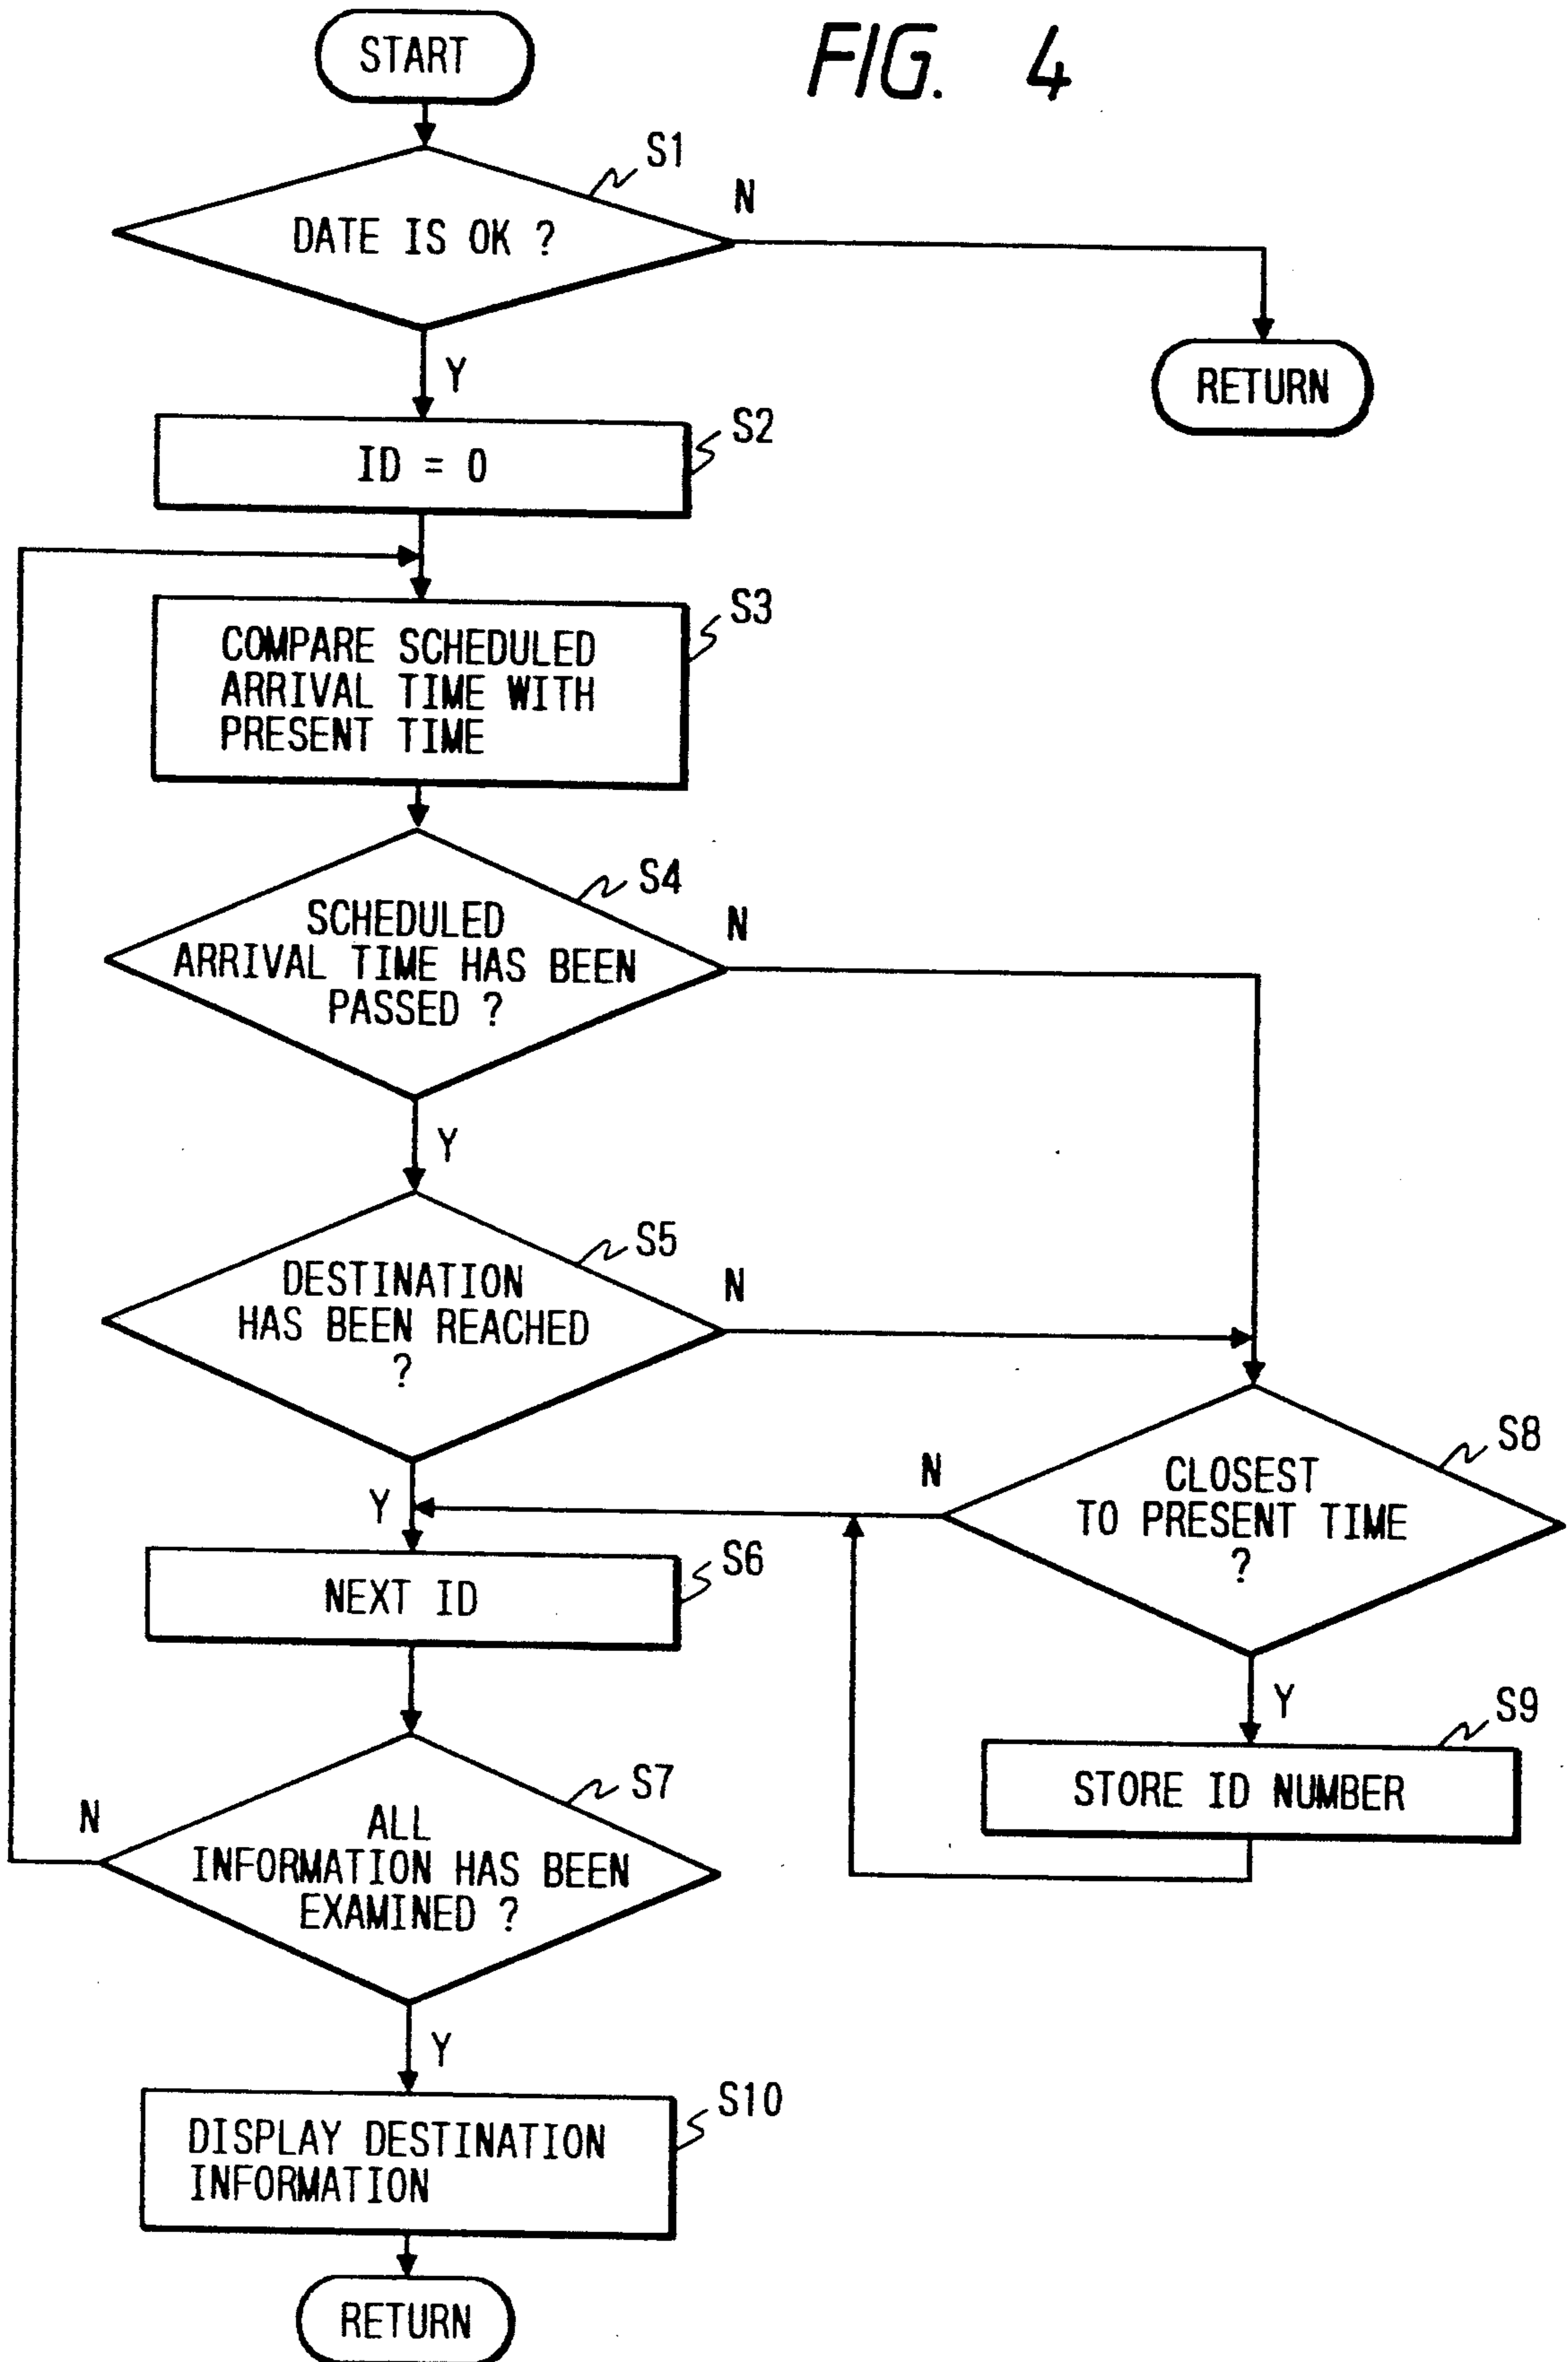 FIG. 4
START
S1
DATE IS OK ?
N
RETURN
Y
S2
ID = 0
S3
COMPARE SCHEDULED
ARRIVAL TIME WITH
PRESENT TIME
S4
SCHEDULED
ARRIVAL TIME HAS BEEN
PASSED ?
N
Y
S5
DESTINATION
HAS BEEN REACHED
?
N
Y
S8
CLOSEST
TO PRESENT TIME
?
N
Y
S9
STORE ID NUMBER
S6
NEXT ID
S7
ALL
INFORMATION HAS BEEN
EXAMINED ?
N
Y
S10
DISPLAY DESTINATION
INFORMATION
RETURN